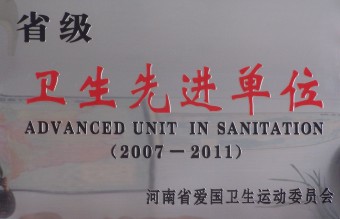 省级
卫生先进单位
ADVANCED UNIT IN SANITATION
(2007－2011)
河南省爱国卫生运动委员会